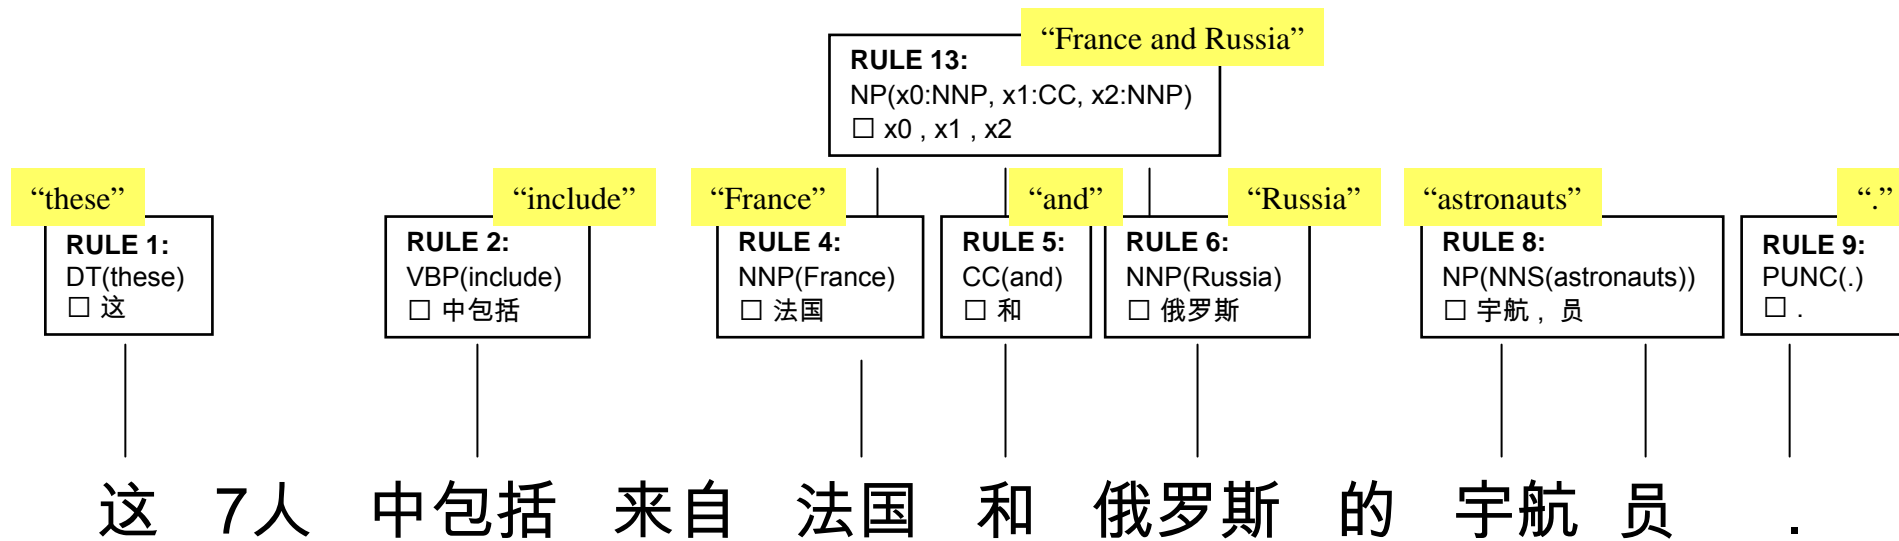 “France and Russia”
RULE 13:
NP(x0:NNP, x1:CC, x2:NNP)
□ x0 , x1 , x2
“these”
“include”
“France”
“and”
“Russia”
“astronauts”
“.”
RULE 1:
DT(these)
□ 这
RULE 2:
VBP(include)
□ 中包括
RULE 4:
NNP(France)
□ 法国
RULE 5:
CC(and)
□ 和
RULE 6:
NNP(Russia)
□ 俄罗斯
RULE 8:
NP(NNS(astronauts))
□ 宇航 , 员
RULE 9:
PUNC(.)
□ .
这 7人 中包括 来自 法国 和 俄罗斯 的 宇航 员 .